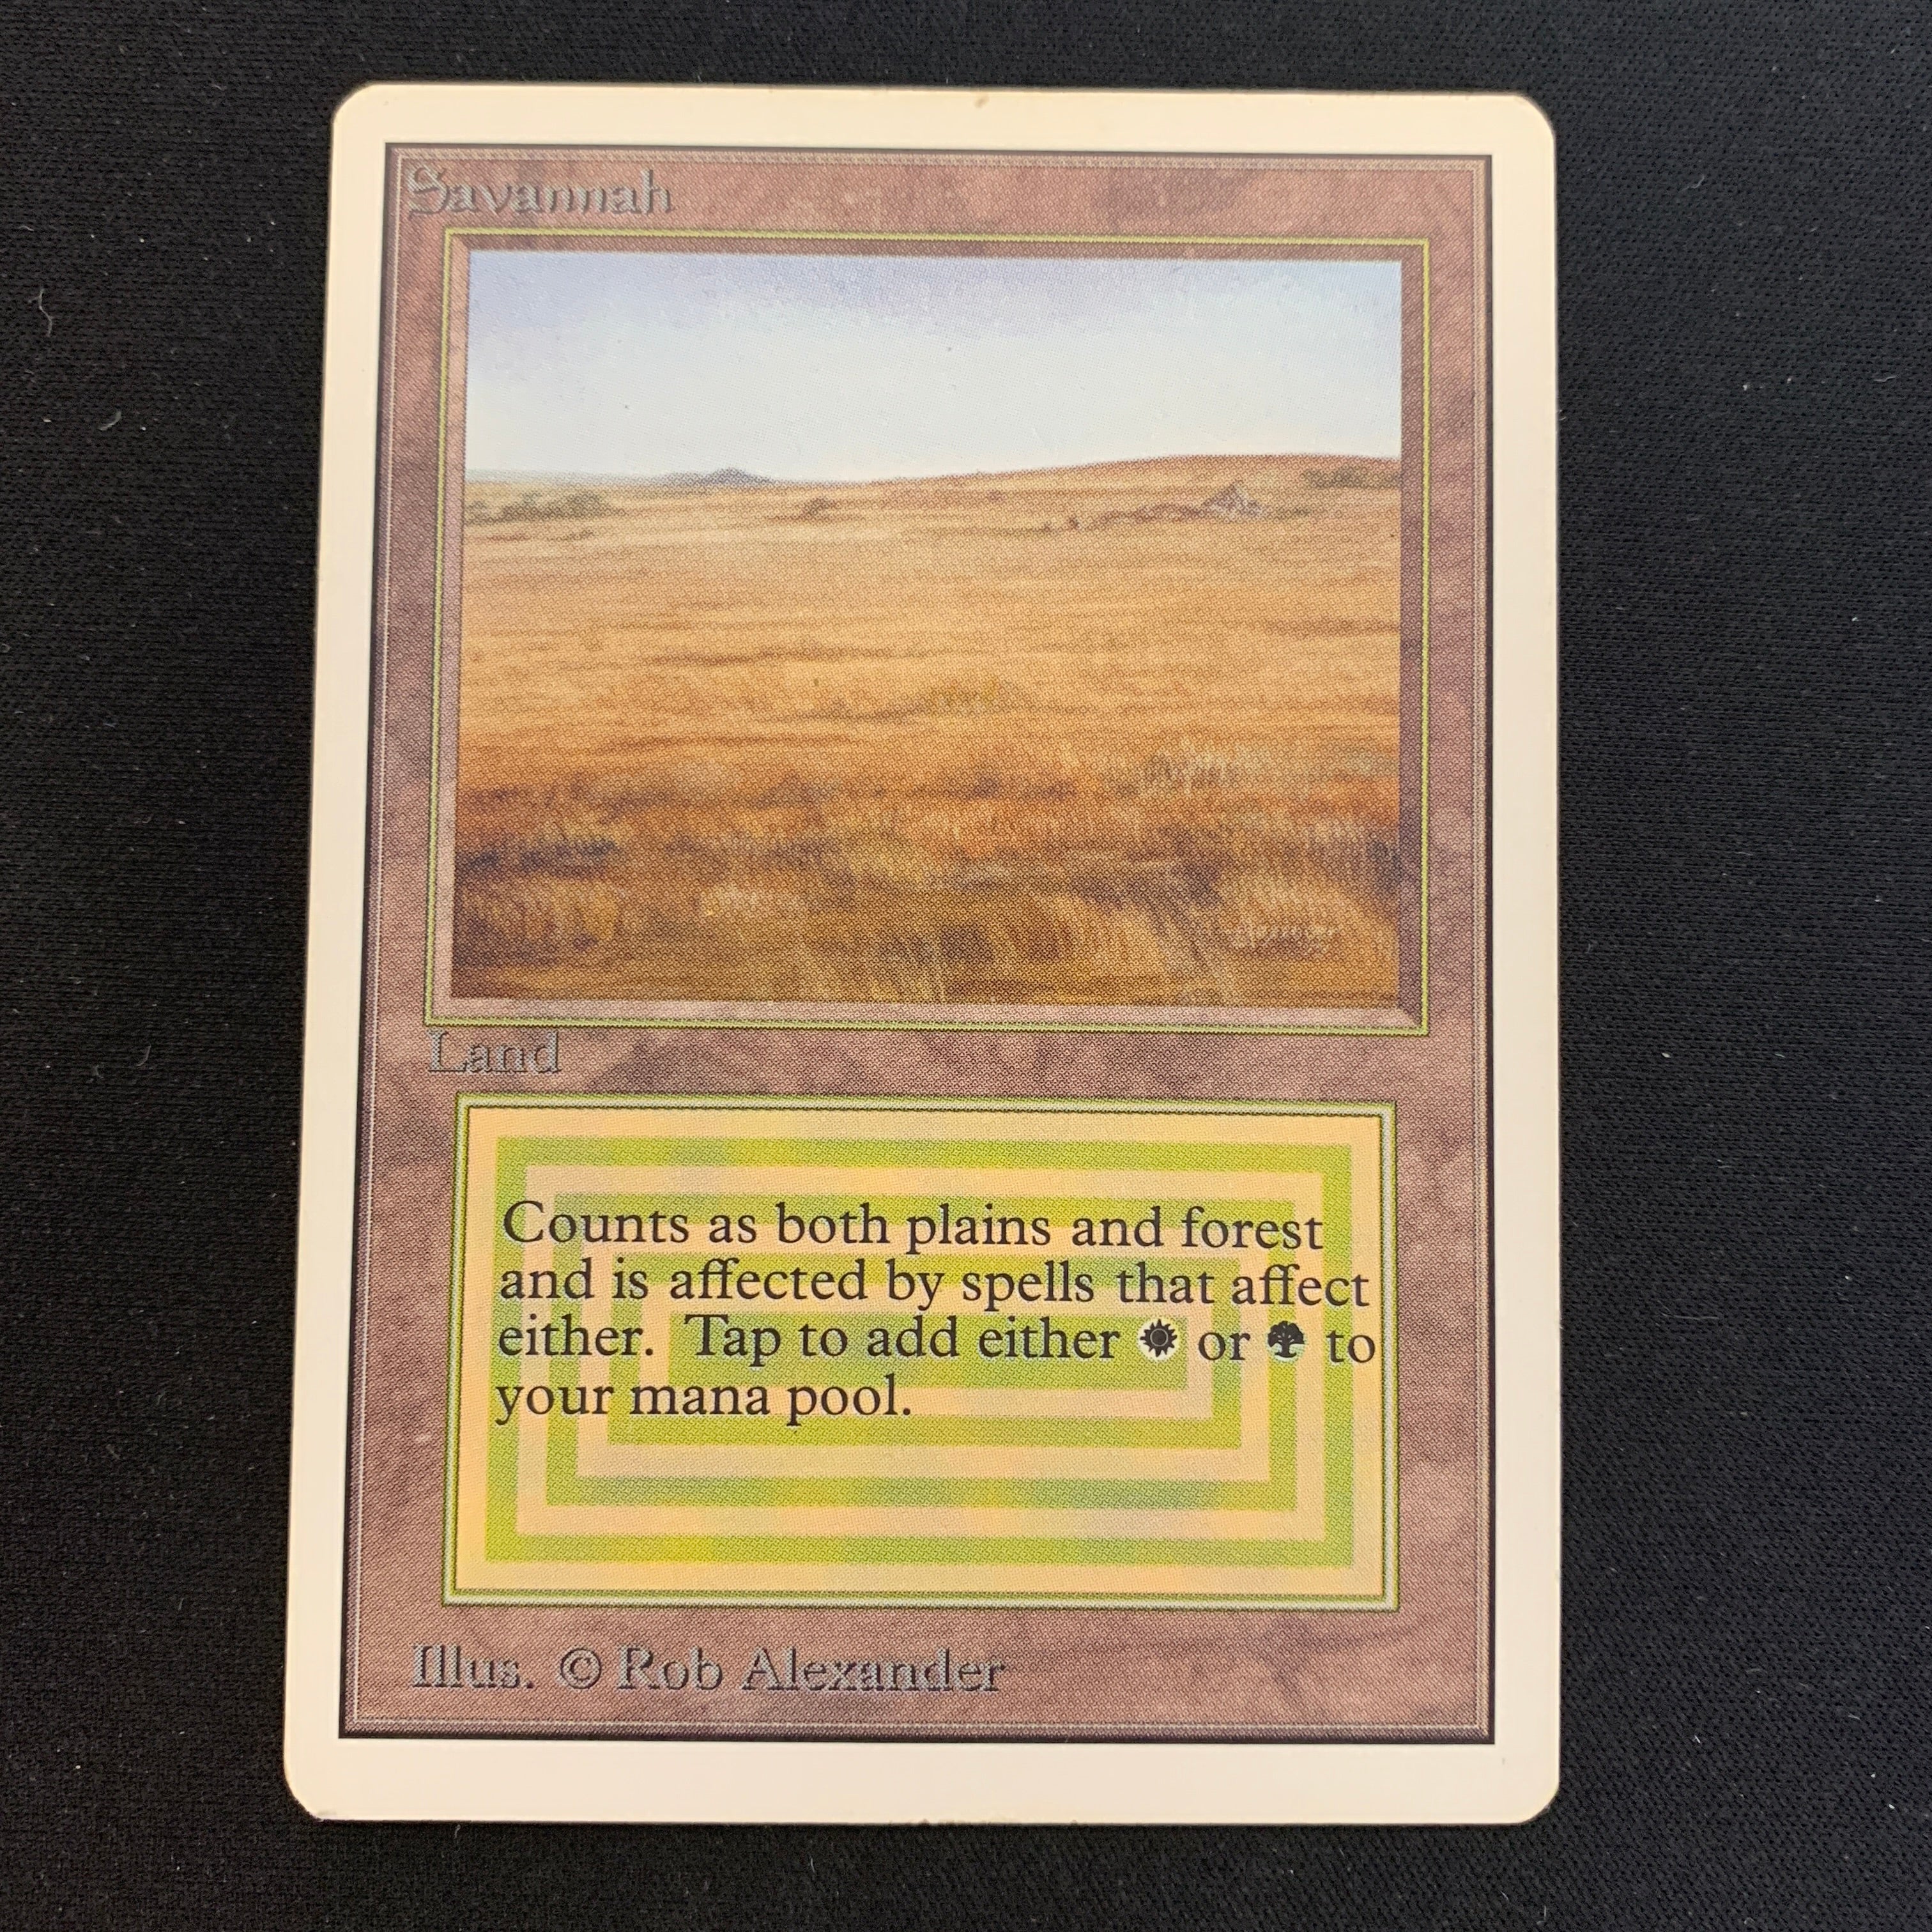 Savannah
Land
Counts as both plains and forest
and is affected by spells that affect
either. Tap to add either or to
your mana pool.
Illus. © Rob Alexander